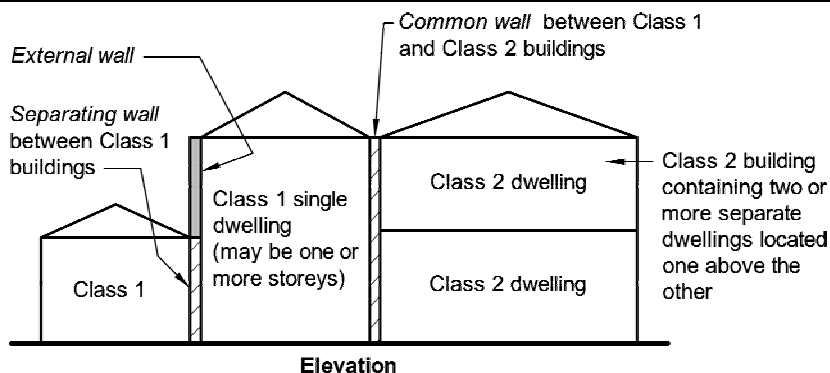 Common wall between Class 1
and Class 2 buildings
External wall
Separating wall
between Class 1
buildings
Class 1 single
dwelling
(may be one or
more storeys)
Class 1
Class 2 dwelling
Class 2 dwelling
Class 2 building
containing two or
more separate
dwellings located
one above the
other
Elevation